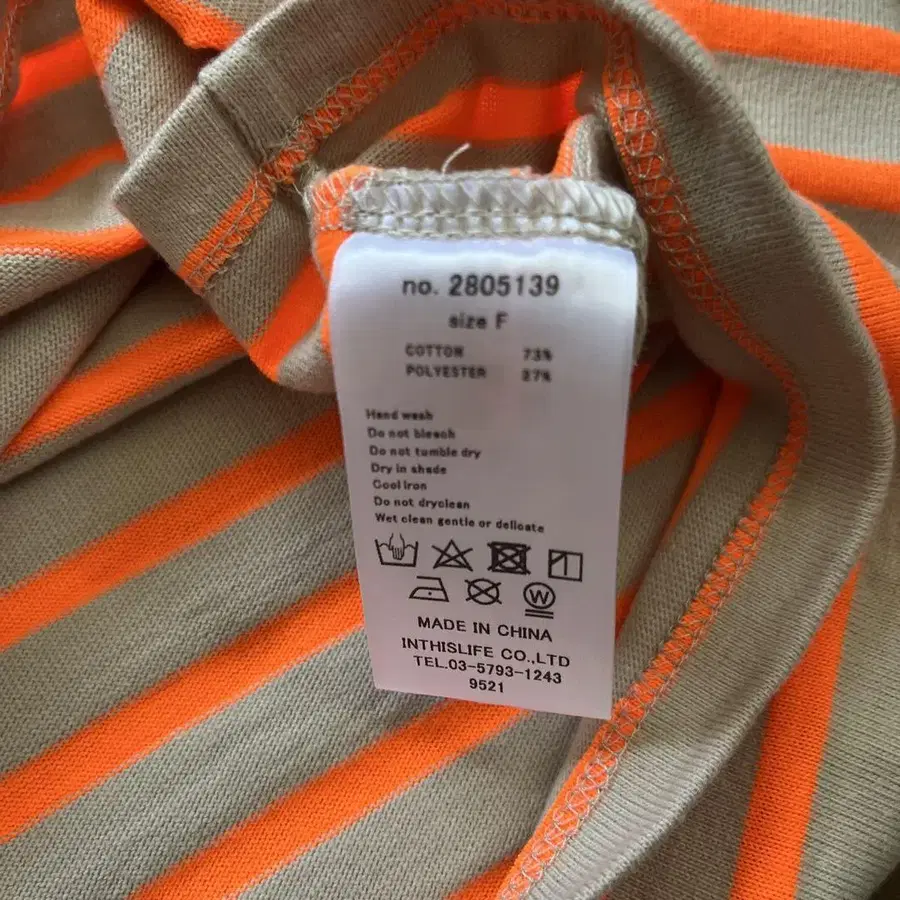 no. 2805139
size F
COTTON 73%
POLYESTER 27%
Hand wash
Do not bleach
Do not tumble dry
Dry in shade
Cool iron
Do not dryclean
Wet clean gentle or delicate
W
MADE IN CHINA
INTHISLIFE CO.,LTD
TEL.03-5793-1243
9521